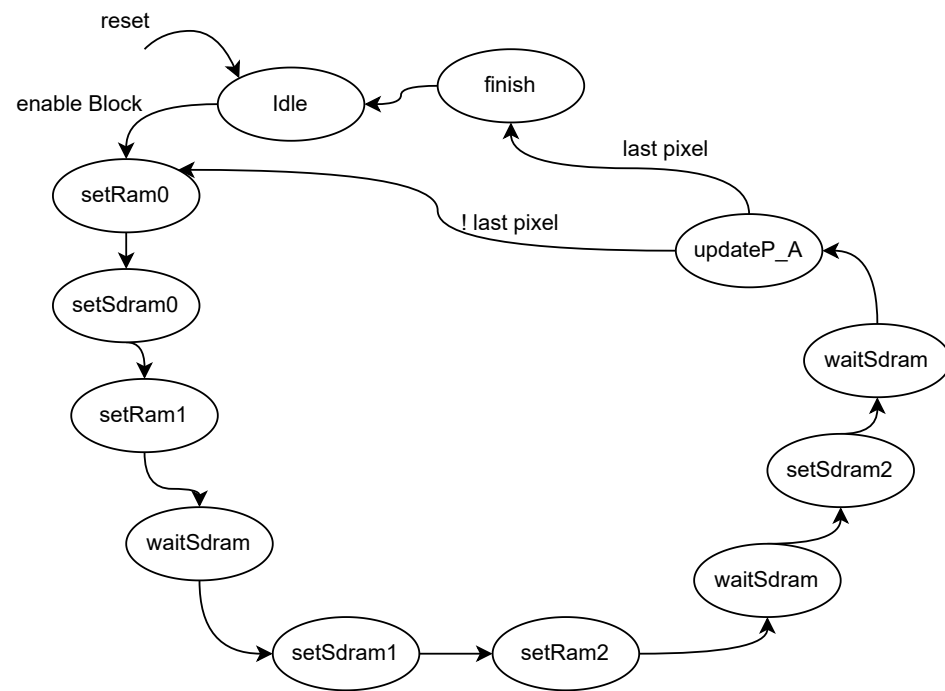 reset
Idle
finish
enable Block
last pixel
setRam0
! last pixel
updateP_A
setSdram0
waitSdram
setRam1
setSdram2
waitSdram
waitSdram
setSdram1
setRam2